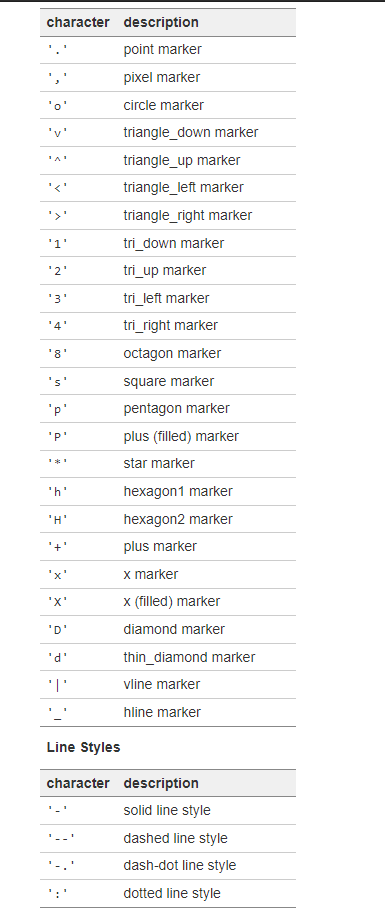 character description
'.' point marker
',' pixel marker
'o' circle marker
'v' triangle_down marker
'^' triangle_up marker
'<' triangle_left marker
'>' triangle_right marker
'1' tri_down marker
'2' tri_up marker
'3' tri_left marker
'4' tri_right marker
'8' octagon marker
's' square marker
'p' pentagon marker
'P' plus (filled) marker
'*' star marker
'h' hexagon1 marker
'H' hexagon2 marker
'+' plus marker
'x' x marker
'X' x (filled) marker
'D' diamond marker
'd' thin_diamond marker
'|' vline marker
'_' hline marker
Line Styles
character description
'-' solid line style
'--' dashed line style
'-.' dash-dot line style
':' dotted line style